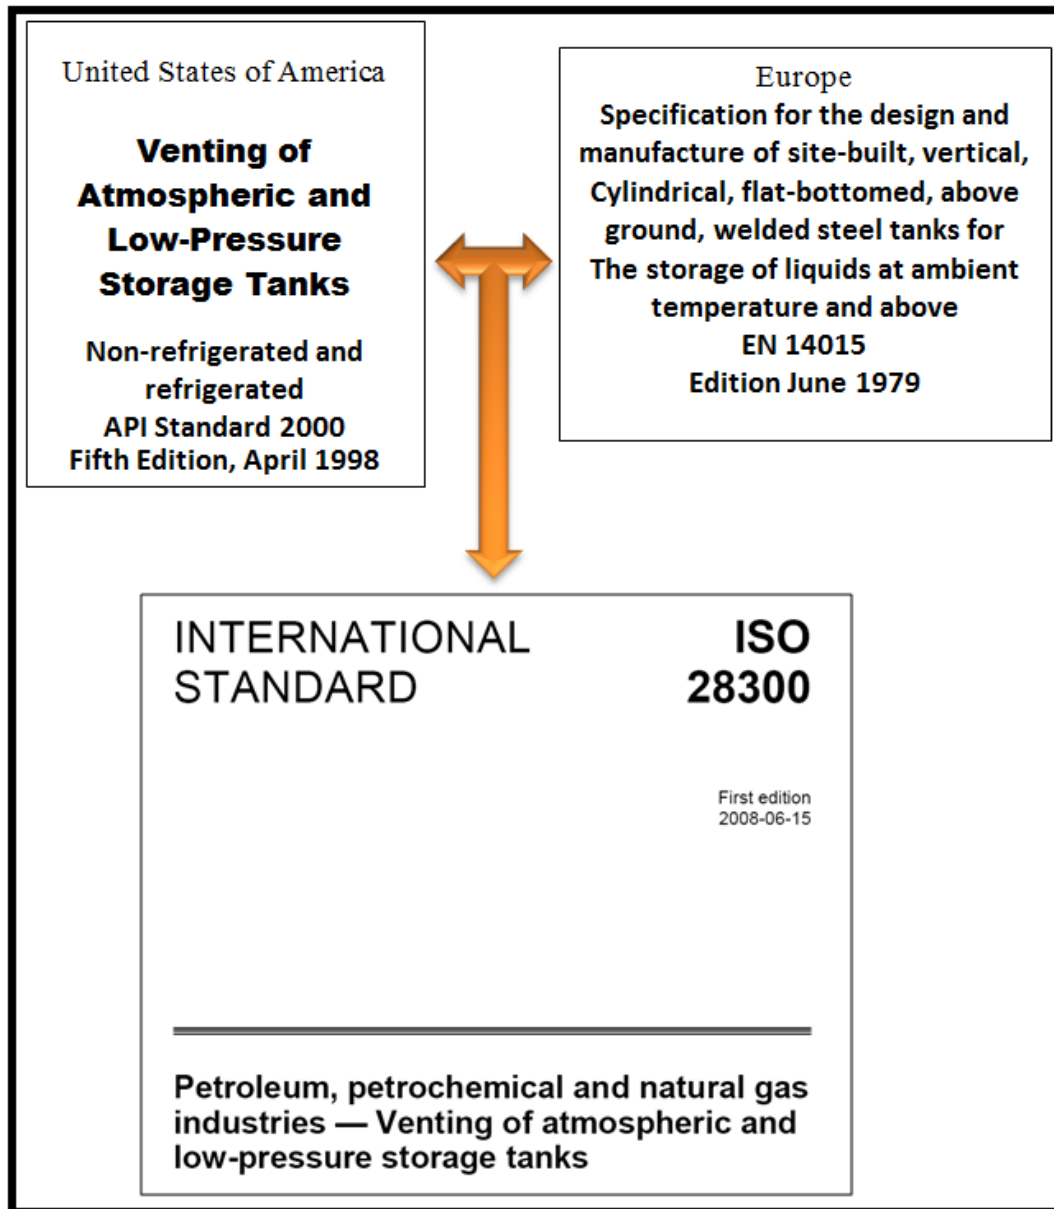 United States of America
Venting of
Atmospheric and
Low-Pressure
Storage Tanks
Non-refrigerated and
refrigerated
API Standard 2000
Fifth Edition, April 1998
Europe
Specification for the design and
manufacture of site-built, vertical,
Cylindrical, flat-bottomed, above
ground, welded steel tanks for
The storage of liquids at ambient
temperature and above
EN 14015
Edition June 1979
INTERNATIONAL
STANDARD
ISO
28300
First edition
2008-06-15
Petroleum, petrochemical and natural gas
industries — Venting of atmospheric and
low-pressure storage tanks